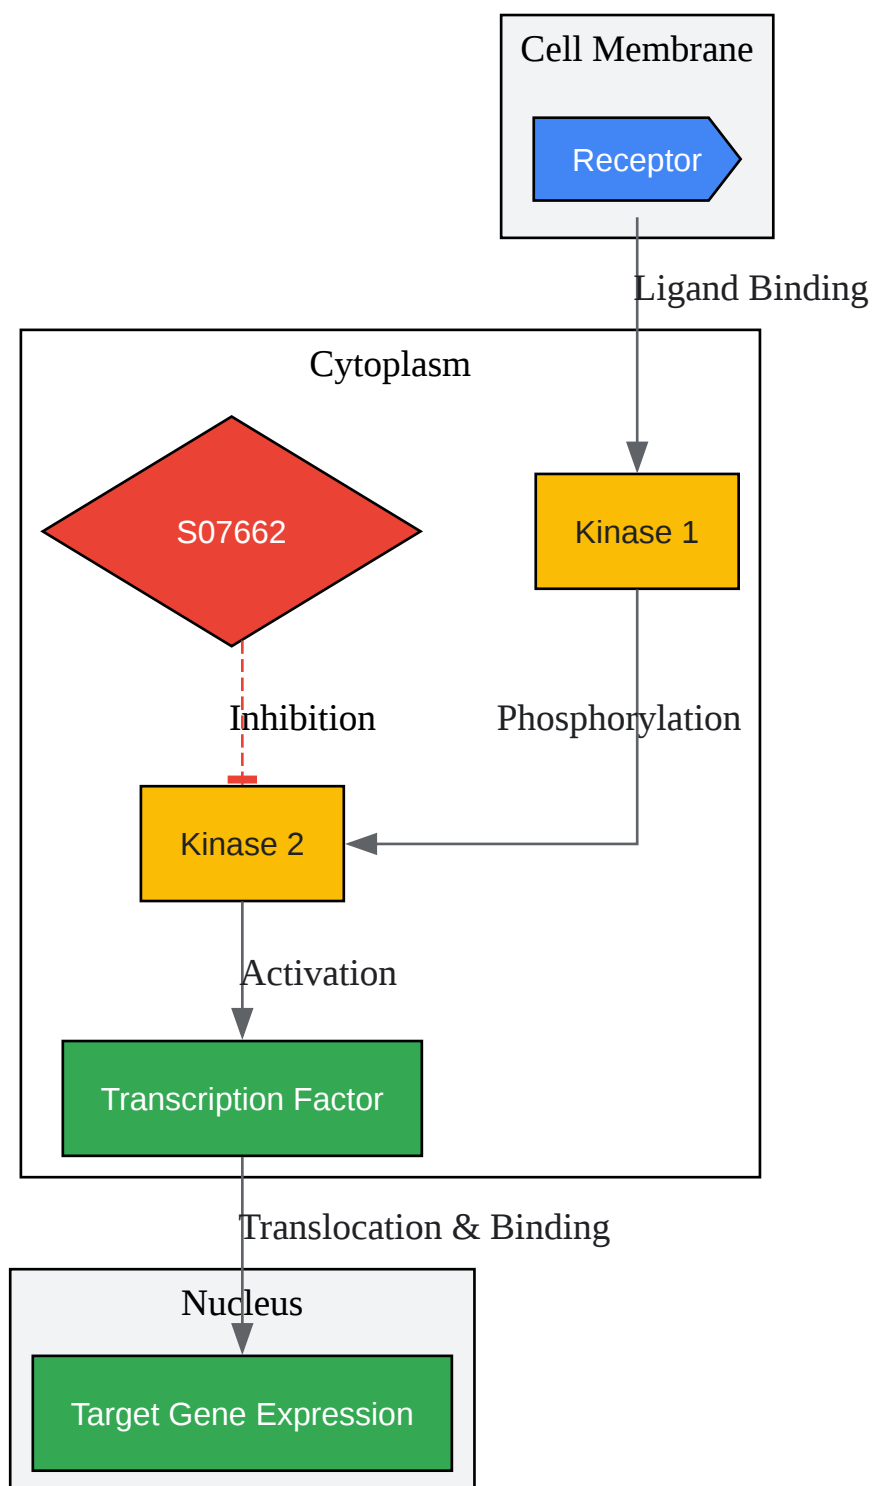 Cell Membrane
Receptor
Ligand Binding
Cytoplasm
S07662
Kinase 1
Inhibition
Phosphorylation
Kinase 2
Activation
Transcription Factor
Translocation & Binding
Nucleus
Target Gene Expression